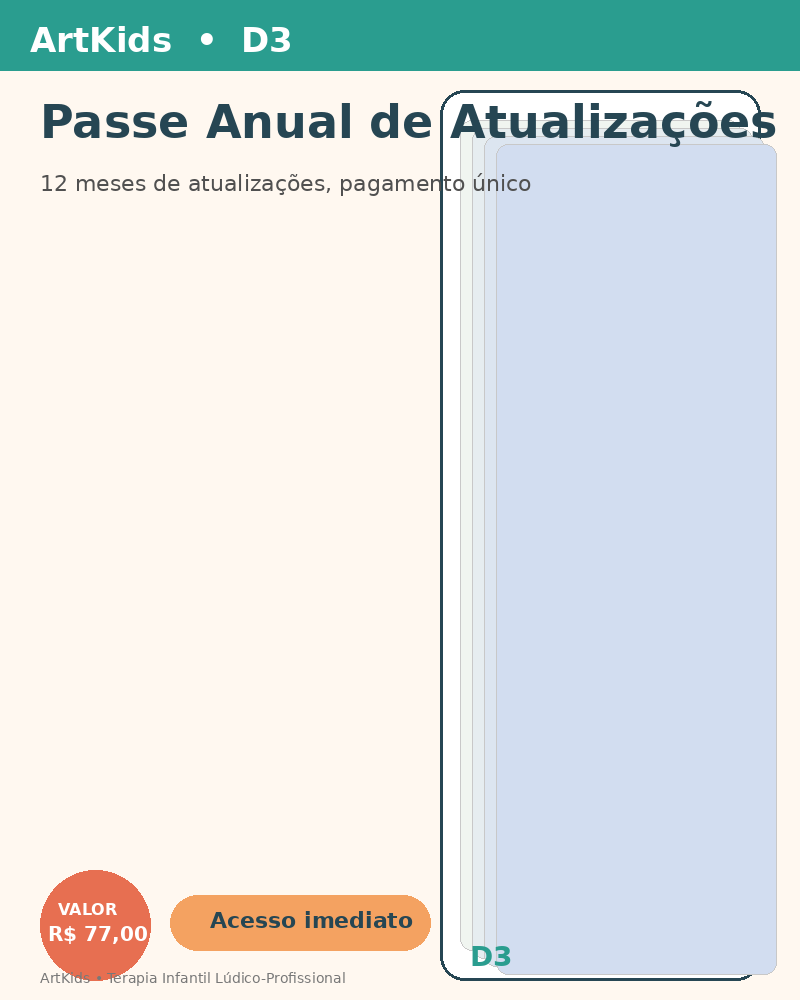 ArtKids • D3
Passe Anual de Atualizações
12 meses de atualizações, pagamento único
VALOR
R$ 77,00
Acesso imediato
D3
ArtKids • Terapia Infantil Lúdico-Profissional